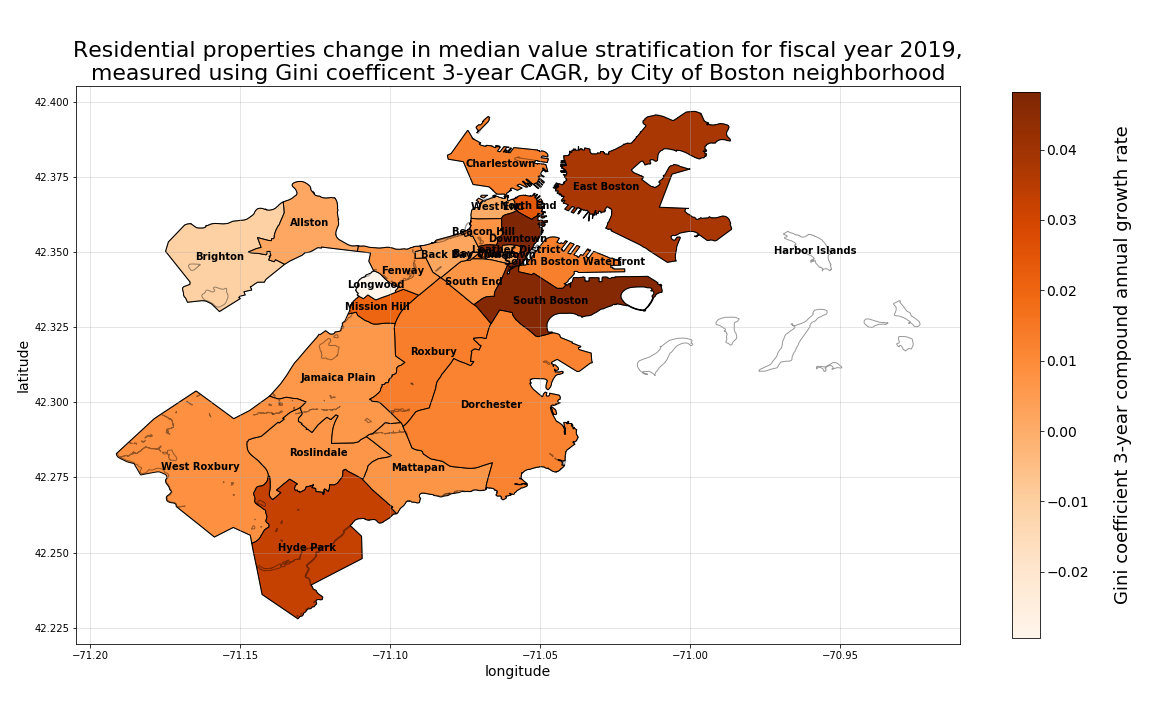 Residential properties change in median value stratification for fiscal year 2019,
measured using Gini coefficent 3-year CAGR, by City of Boston neighborhood
42.400
42.375
42.350
42.325
42.300
42.275
42.250
42.225
latitude
−71.20
−71.15
−71.10
−71.05
−71.00
−70.95
longitude
Charlestown
East Boston
West End
North End
Allston
Beacon Hill
Downtown
Brighton
Leather District
Back Bay
Harbor Islands
South Boston Waterfront
Fenway
South End
Longwood
South Boston
Mission Hill
Roxbury
Jamaica Plain
Dorchester
Roslindale
West Roxbury
Mattapan
Hyde Park
0.04
0.03
0.02
0.01
0.00
−0.01
−0.02
Gini coefficient 3-year compound annual growth rate